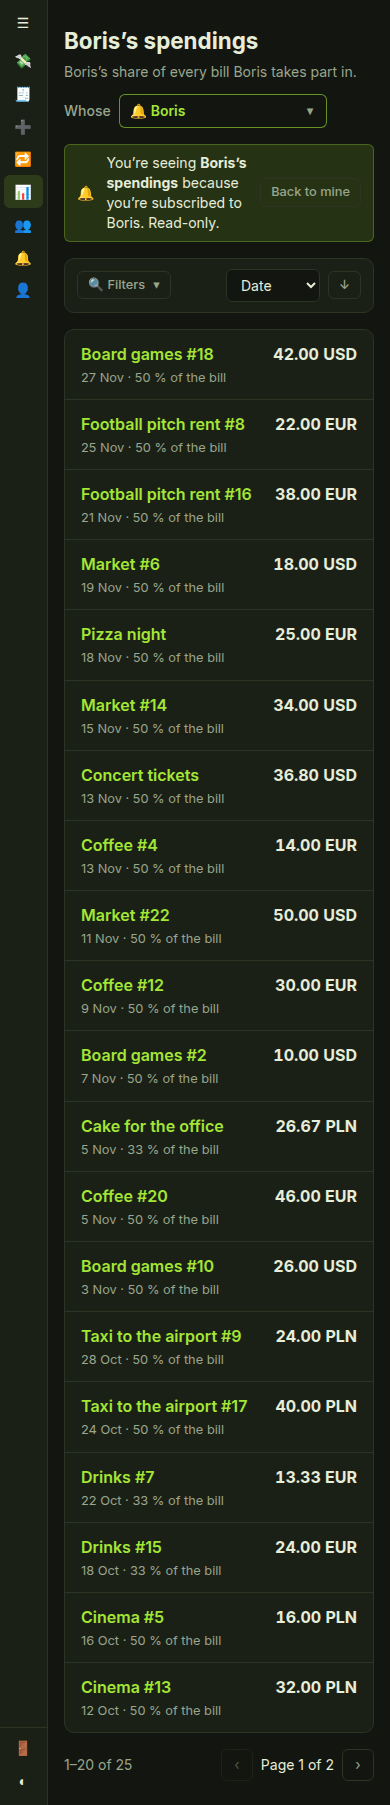 Boris's spendings
Boris's share of every bill Boris takes part in.
Whose 🔔 Boris ▾
🔔 You're seeing Boris's
spendings because
you're subscribed to
Boris. Read-only.
Back to mine
🔍 Filters ▾ Date ↓
Board games #18 42.00 USD
27 Nov · 50 % of the bill
Football pitch rent #8 22.00 EUR
25 Nov · 50 % of the bill
Football pitch rent #16 38.00 EUR
21 Nov · 50 % of the bill
Market #6 18.00 USD
19 Nov · 50 % of the bill
Pizza night 25.00 EUR
18 Nov · 50 % of the bill
Market #14 34.00 USD
15 Nov · 50 % of the bill
Concert tickets 36.80 USD
13 Nov · 50 % of the bill
Coffee #4 14.00 EUR
13 Nov · 50 % of the bill
Market #22 50.00 USD
11 Nov · 50 % of the bill
Coffee #12 30.00 EUR
9 Nov · 50 % of the bill
Board games #2 10.00 USD
7 Nov · 50 % of the bill
Cake for the office 26.67 PLN
5 Nov · 33 % of the bill
Coffee #20 46.00 EUR
5 Nov · 50 % of the bill
Board games #10 26.00 USD
3 Nov · 50 % of the bill
Taxi to the airport #9 24.00 PLN
28 Oct · 50 % of the bill
Taxi to the airport #17 40.00 PLN
24 Oct · 50 % of the bill
Drinks #7 13.33 EUR
22 Oct · 33 % of the bill
Drinks #15 24.00 EUR
18 Oct · 33 % of the bill
Cinema #5 16.00 PLN
16 Oct · 50 % of the bill
Cinema #13 32.00 PLN
12 Oct · 50 % of the bill
1–20 of 25 ‹ Page 1 of 2 ›